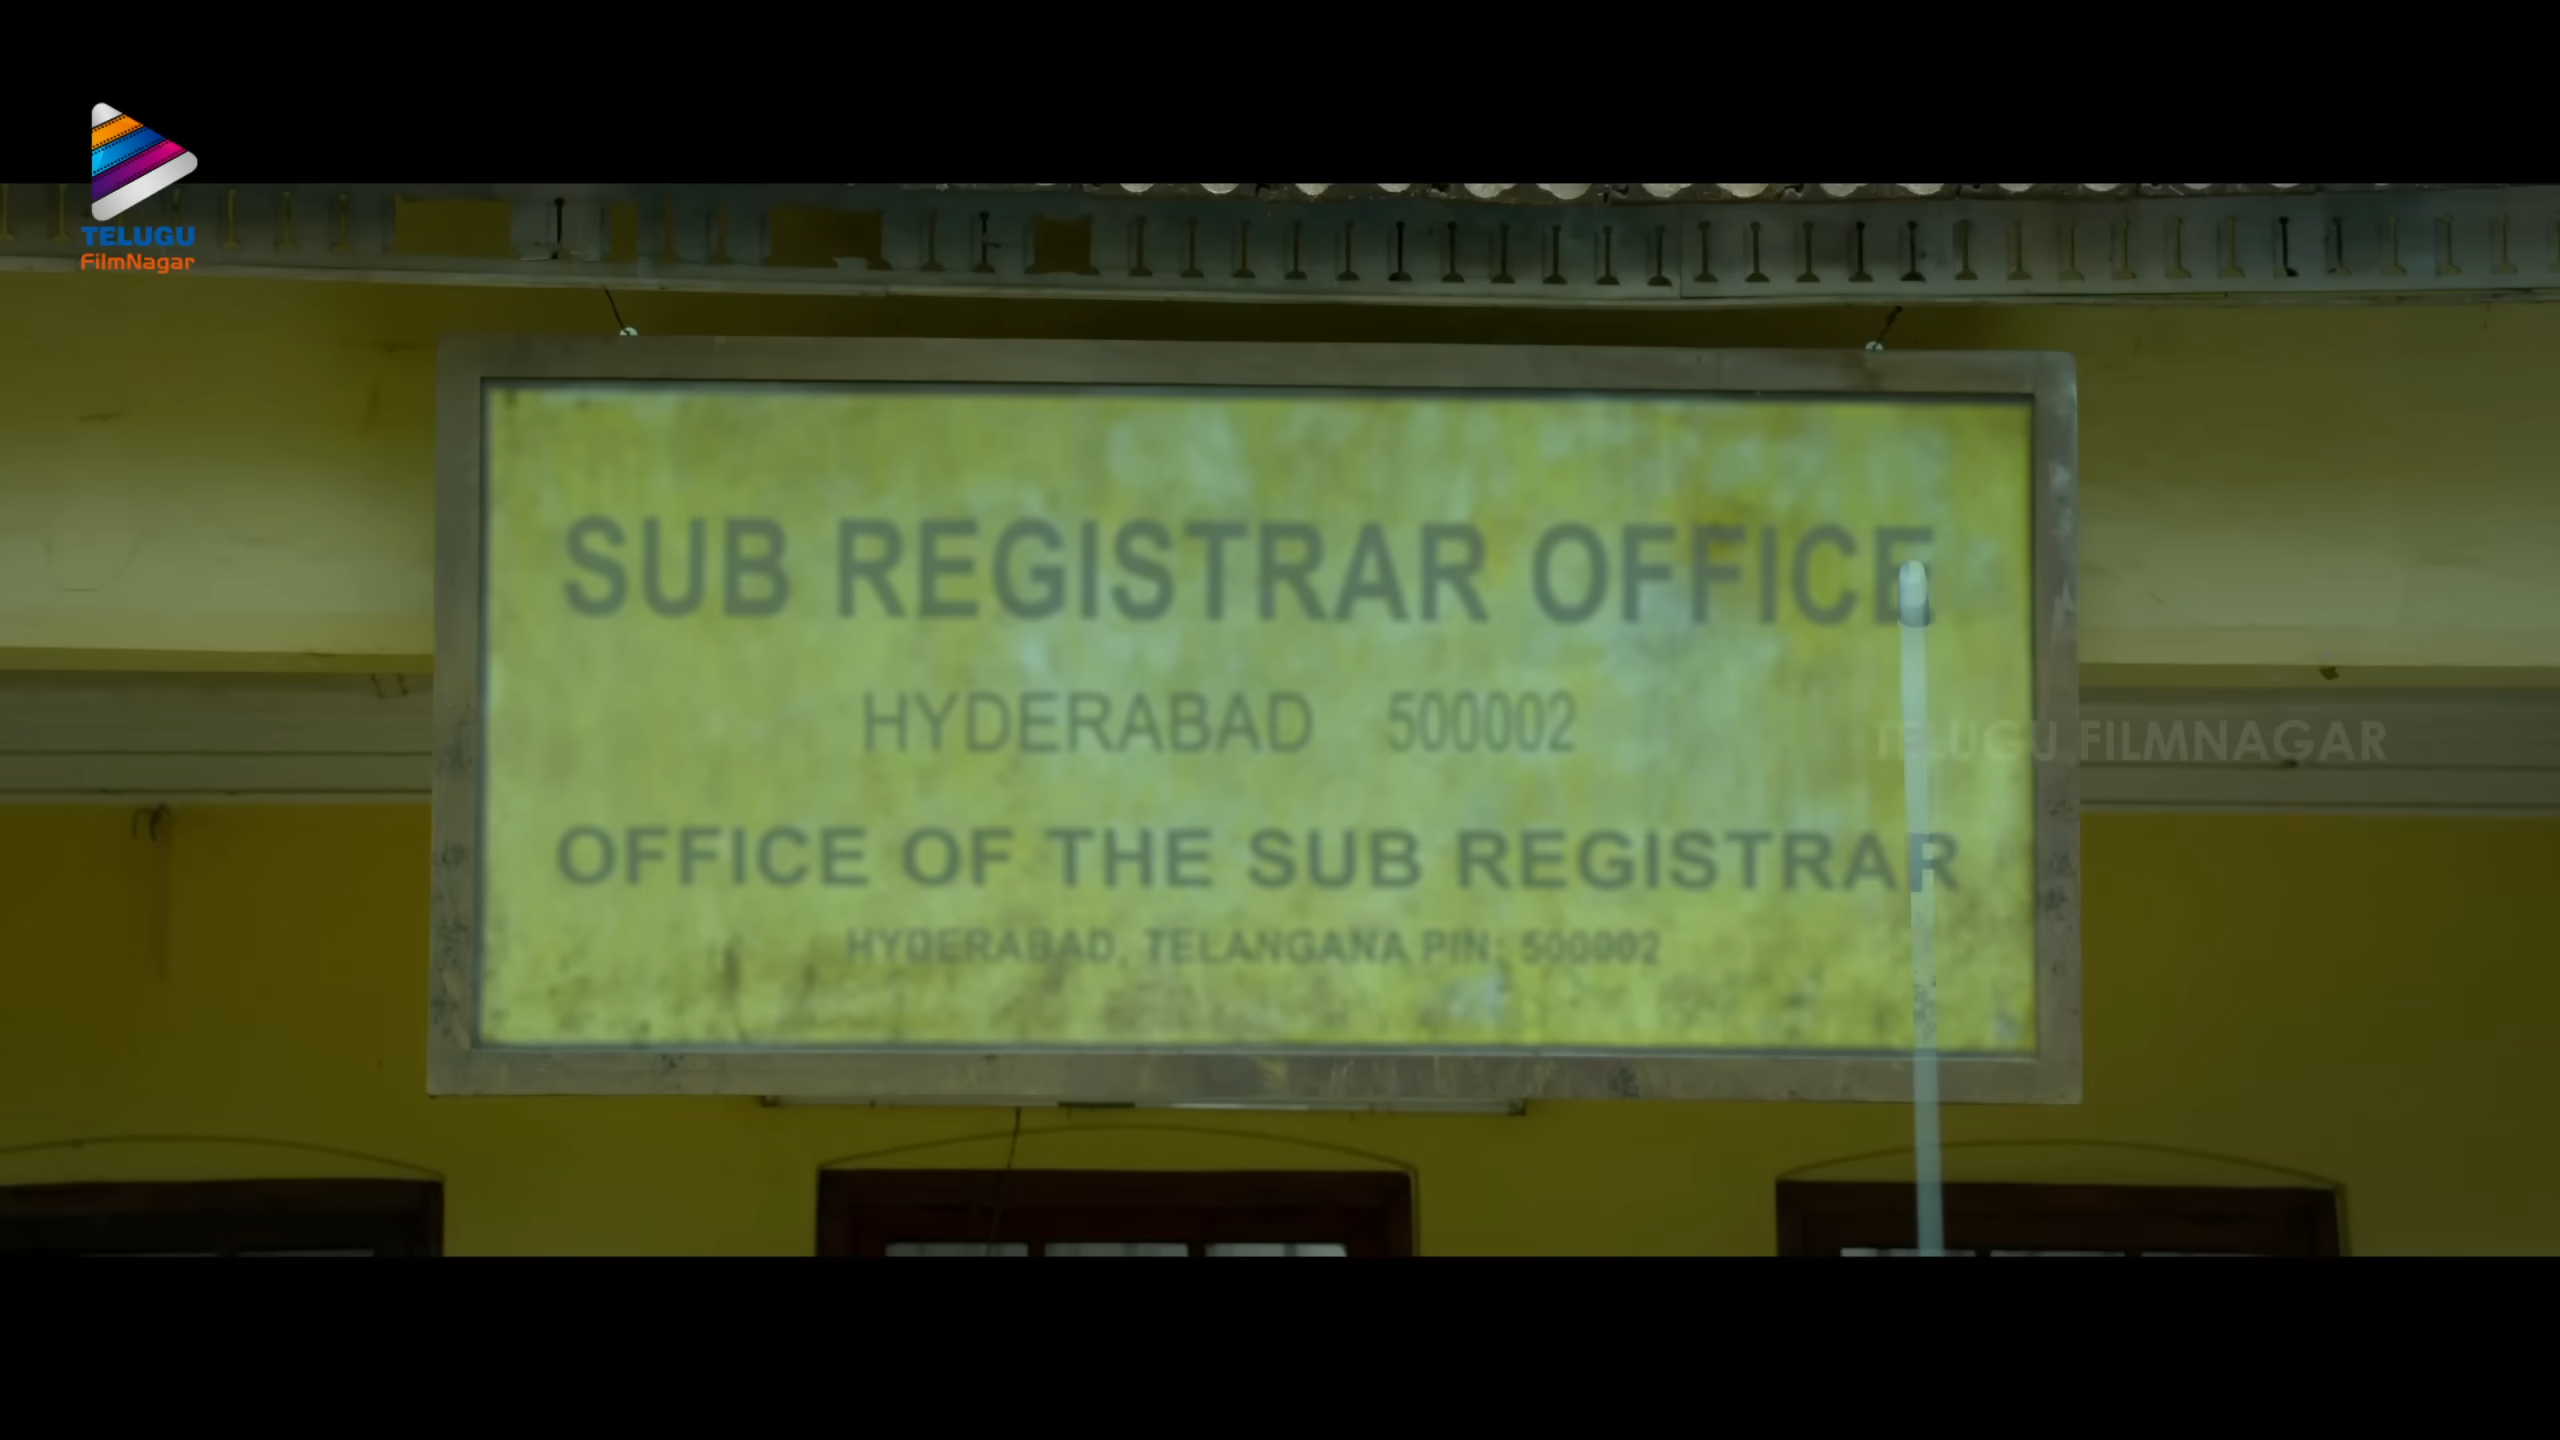 TELUGU
FilmNagar
SUB REGISTRAR OFFICE
HYDERABAD 500002
TELUGU FILMNAGAR
OFFICE OF THE SUB REGISTRAR
HYDERABAD, TELANGANA PIN: 500002